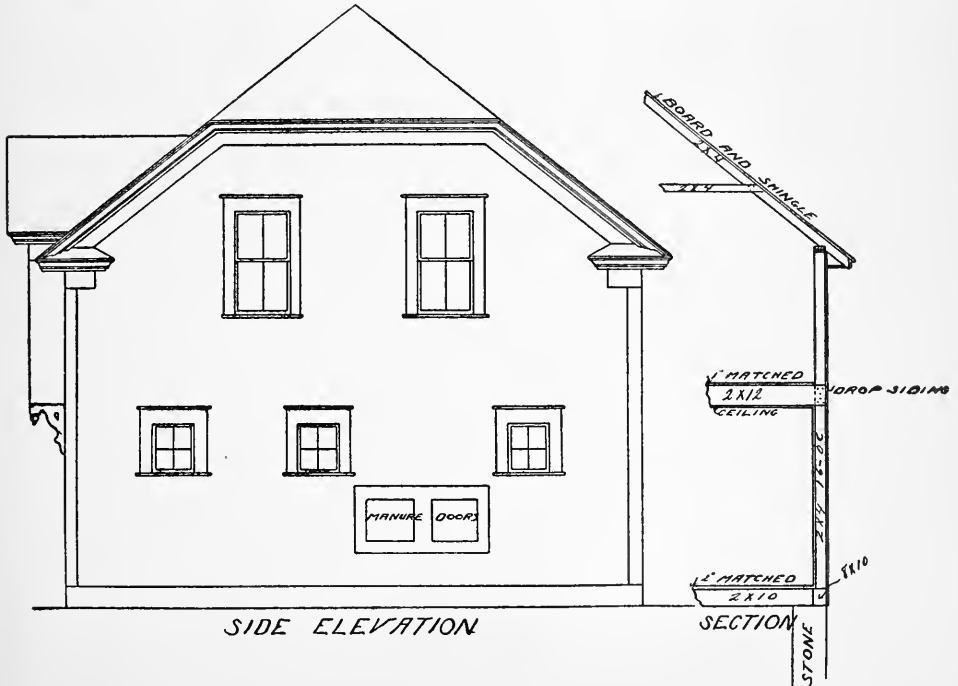 1" BOARD AND SHINGLE
2X4
2X4
1" MATCHED
2X12
CEILING
DROP SIDING
2X4 16-OC
MANURE DOORS
2" MATCHED
2X10
8X10
SIDE ELEVATION
SECTION
STONE